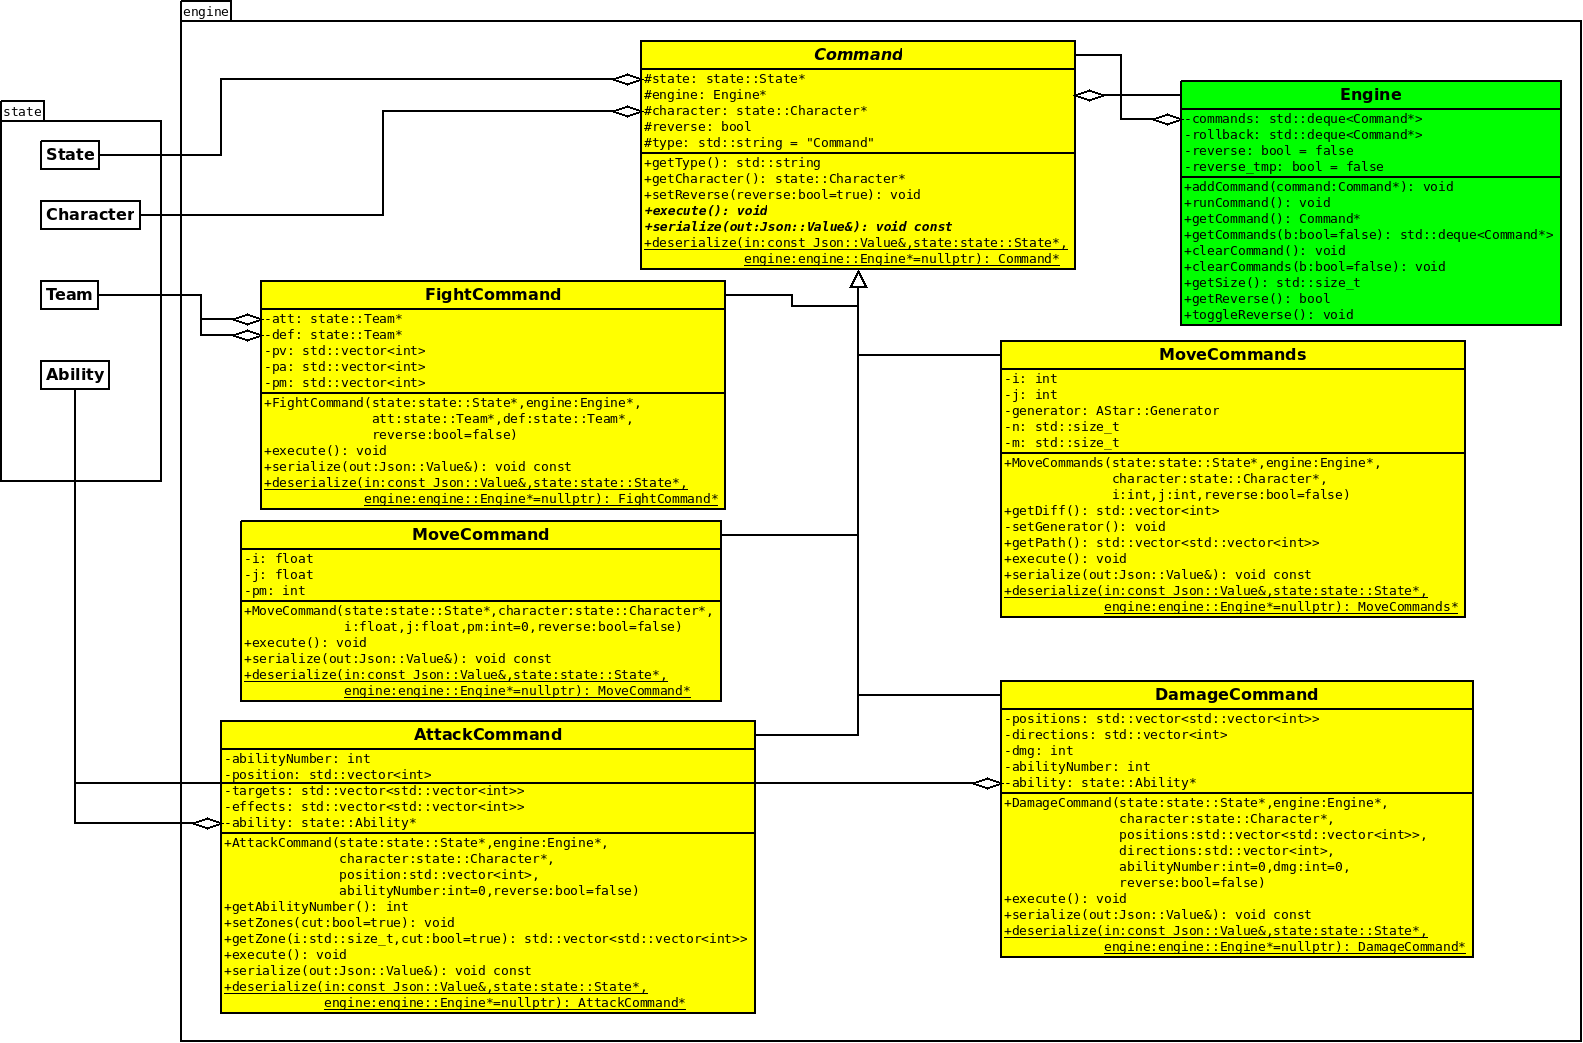 engine
state
State
Character
Team
Ability
Command
#state: state::State*
#engine: Engine*
#character: state::Character*
#reverse: bool
#type: std::string = "Command"
+getType(): std::string
+getCharacter(): state::Character*
+setReverse(reverse:bool=true): void
+execute(): void
+serialize(out:Json::Value&): void const
+deserialize(in:const Json::Value&,state:state::State*,
engine:engine::Engine*=nullptr): Command*
Engine
-commands: std::deque<Command*>
-rollback: std::deque<Command*>
-reverse: bool = false
-reverse_tmp: bool = false
+addCommand(command:Command*): void
+runCommand(): void
+getCommand(): Command*
+getCommands(b:bool=false): std::deque<Command*>
+clearCommand(): void
+clearCommands(b:bool=false): void
+getSize(): std::size_t
+getReverse(): bool
+toggleReverse(): void
FightCommand
-att: state::Team*
-def: state::Team*
-pv: std::vector<int>
-pa: std::vector<int>
-pm: std::vector<int>
+FightCommand(state:state::State*,engine:Engine*,
att:state::Team*,def:state::Team*,
reverse:bool=false)
+execute(): void
+serialize(out:Json::Value&): void const
+deserialize(in:const Json::Value&,state:state::State*,
engine:engine::Engine*=nullptr): FightCommand*
MoveCommands
-i: int
-j: int
-generator: AStar::Generator
-n: std::size_t
-m: std::size_t
+MoveCommands(state:state::State*,engine:Engine*,
character:state::Character*,
i:int,j:int,reverse:bool=false)
+getDiff(): std::vector<int>
-setGenerator(): void
+getPath(): std::vector<std::vector<int>>
+execute(): void
+serialize(out:Json::Value&): void const
+deserialize(in:const Json::Value&,state:state::State*,
engine:engine::Engine*=nullptr): MoveCommands*
MoveCommand
-i: float
-j: float
-pm: int
+MoveCommand(state:state::State*,character:state::Character*,
i:float,j:float,pm:int=0,reverse:bool=false)
+execute(): void
+serialize(out:Json::Value&): void const
+deserialize(in:const Json::Value&,state:state::State*,
engine:engine::Engine*=nullptr): MoveCommand*
DamageCommand
-positions: std::vector<std::vector<int>>
-directions: std::vector<int>
-dmg: int
-abilityNumber: int
-ability: state::Ability*
+DamageCommand(state:state::State*,engine:Engine*,
character:state::Character*,
positions:std::vector<std::vector<int>>,
directions:std::vector<int>,
abilityNumber:int=0,dmg:int=0,
reverse:bool=false)
+execute(): void
+serialize(out:Json::Value&): void const
+deserialize(in:const Json::Value&,state:state::State*,
engine:engine::Engine*=nullptr): DamageCommand*
AttackCommand
-abilityNumber: int
-position: std::vector<int>
-targets: std::vector<std::vector<int>>
-effects: std::vector<std::vector<int>>
-ability: state::Ability*
+AttackCommand(state:state::State*,engine:Engine*,
character:state::Character*,
position:std::vector<int>,
abilityNumber:int=0,reverse:bool=false)
+getAbilityNumber(): int
+setZones(cut:bool=true): void
+getZone(i:std::size_t,cut:bool=true): std::vector<std::vector<int>>
+execute(): void
+serialize(out:Json::Value&): void const
+deserialize(in:const Json::Value&,state:state::State*,
engine:engine::Engine*=nullptr): AttackCommand*